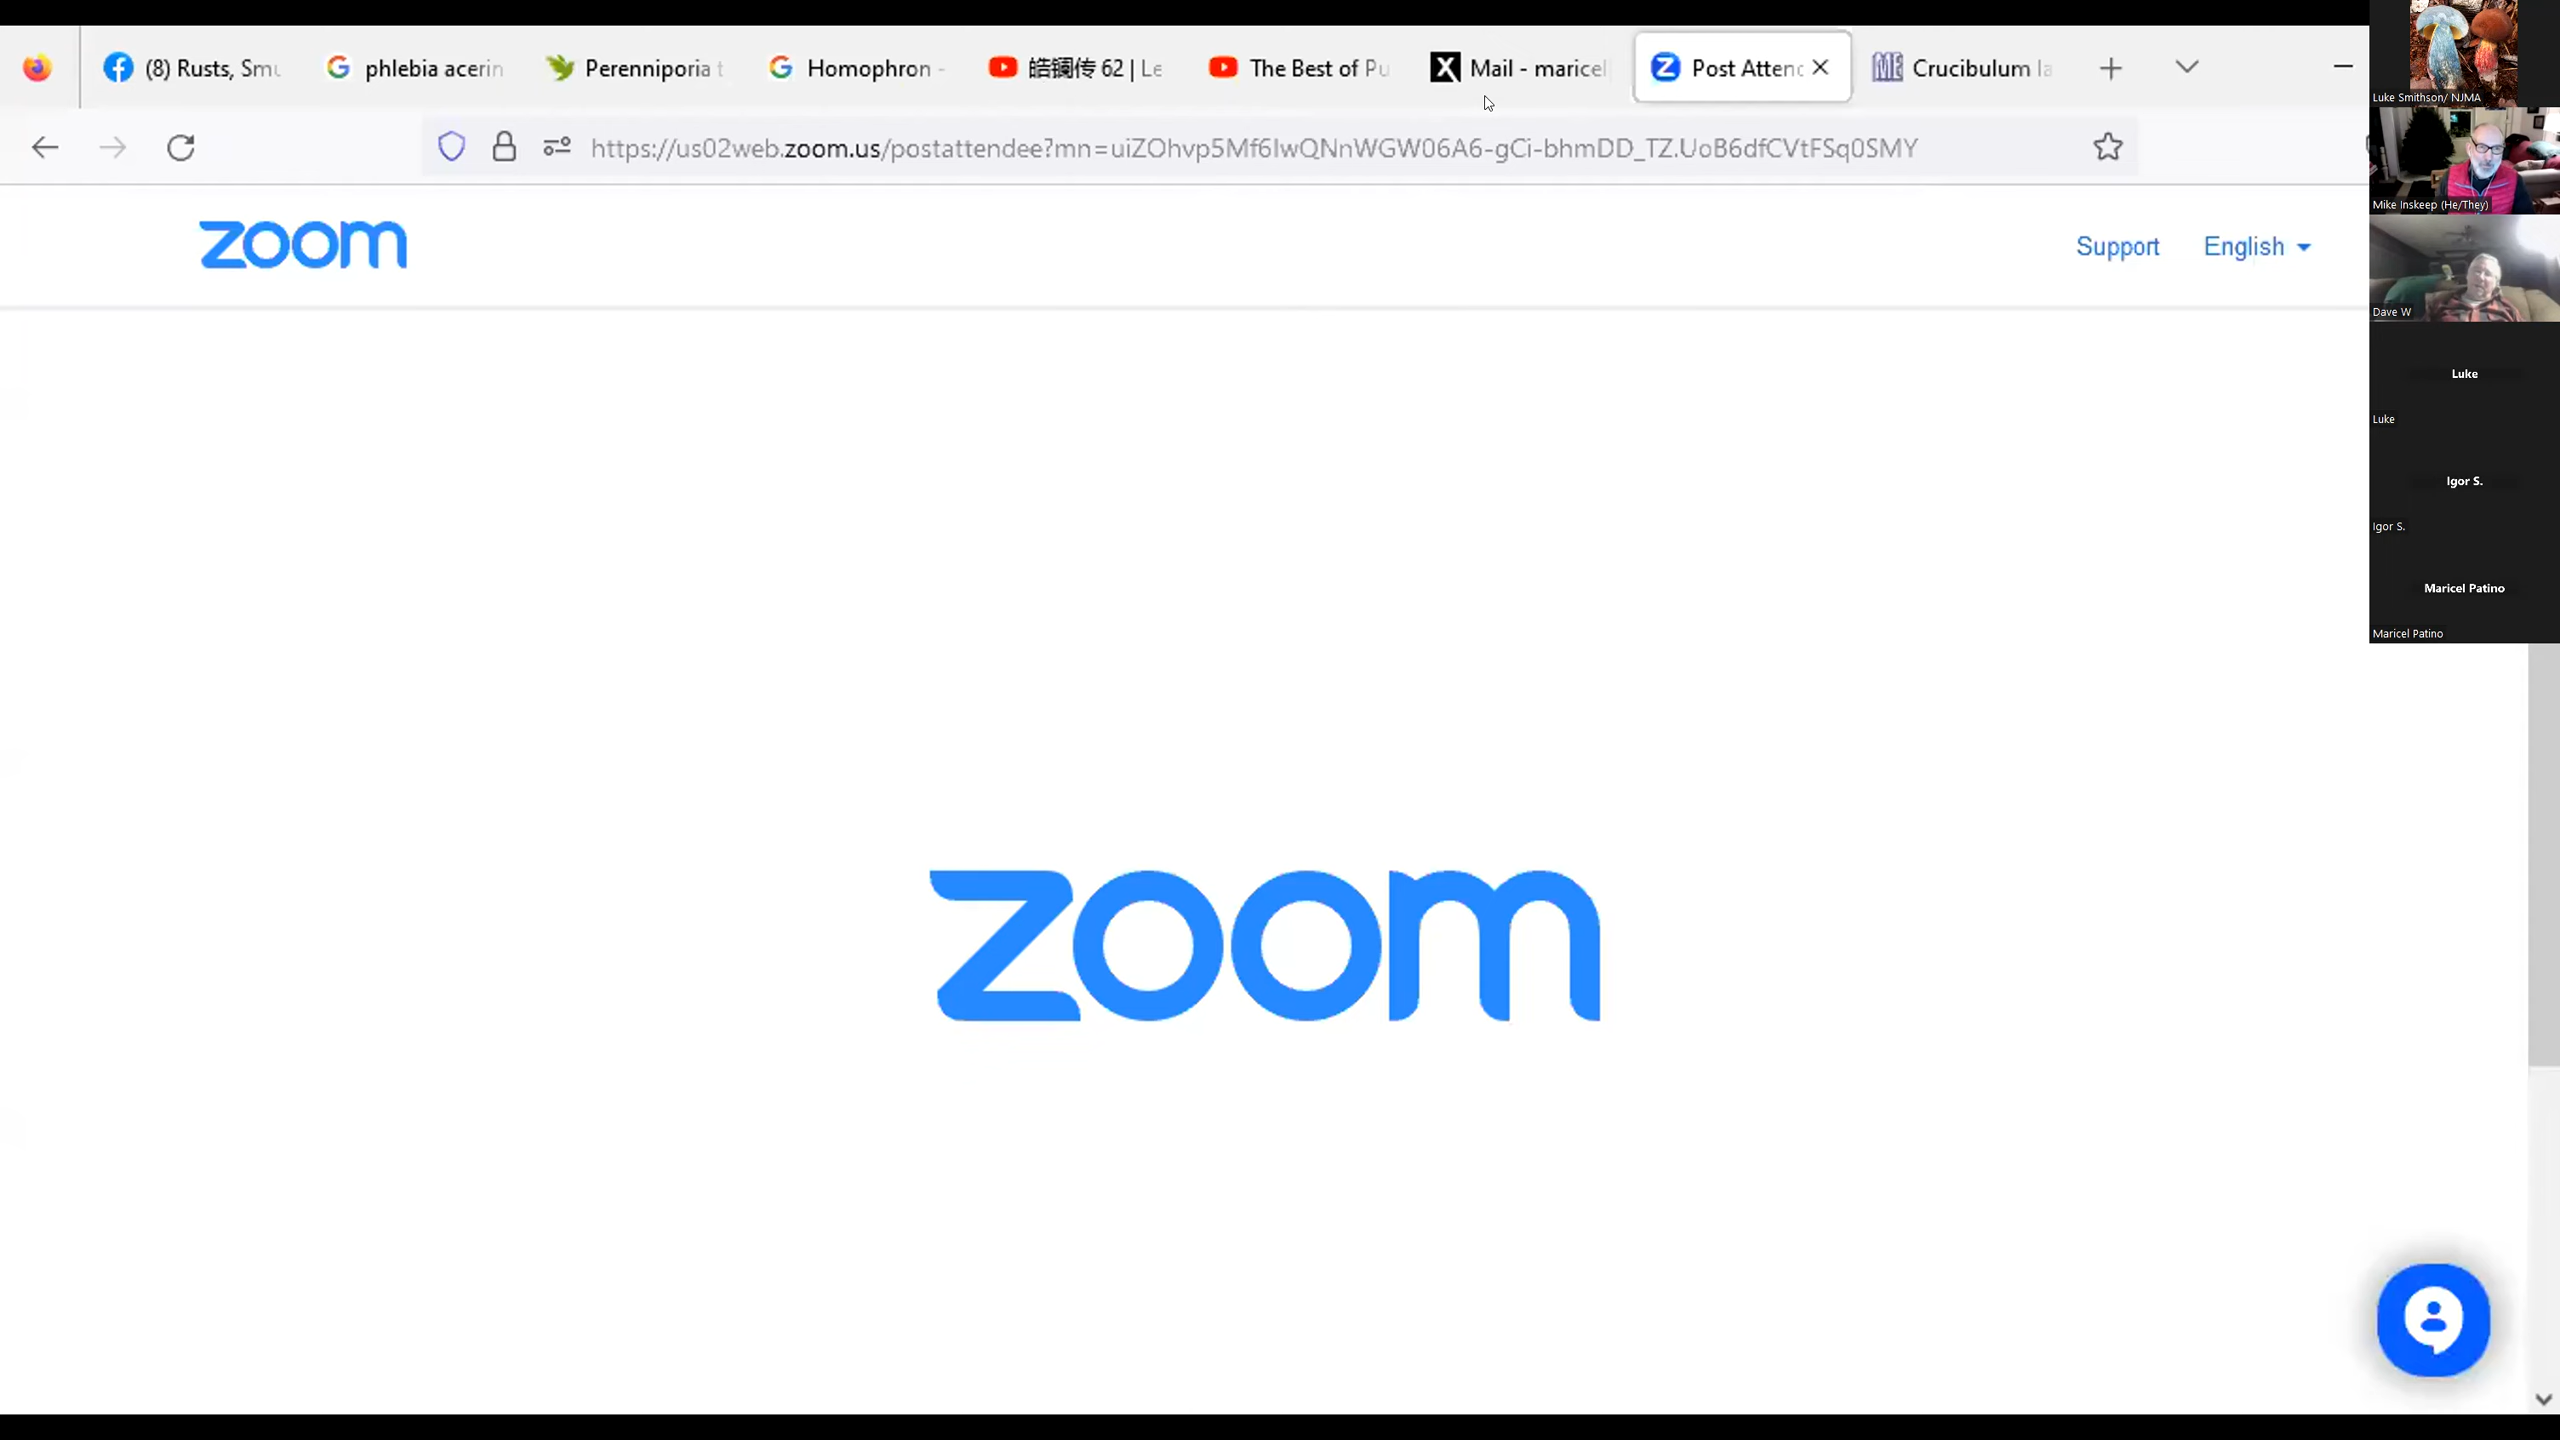 (8) Rusts, Smu
phlebia acerin
Perenniporia t
Homophron -
皓镧传 62 | Le
The Best of Pu
Mail - maricel
Post Attenc
Crucibulum la
https://us02web.zoom.us/postattendee?mn=uiZOhvp5Mf6IwQNnWGW06A6-gCi-bhmDD_TZ.UoB6dfCVtFSq0SMY
zoom
Support
English
zoom
Luke Smithson/ NJMA
Mike Inskeep (He/They)
Dave W
Luke
Luke
Igor S.
Igor S.
Maricel Patino
Maricel Patino